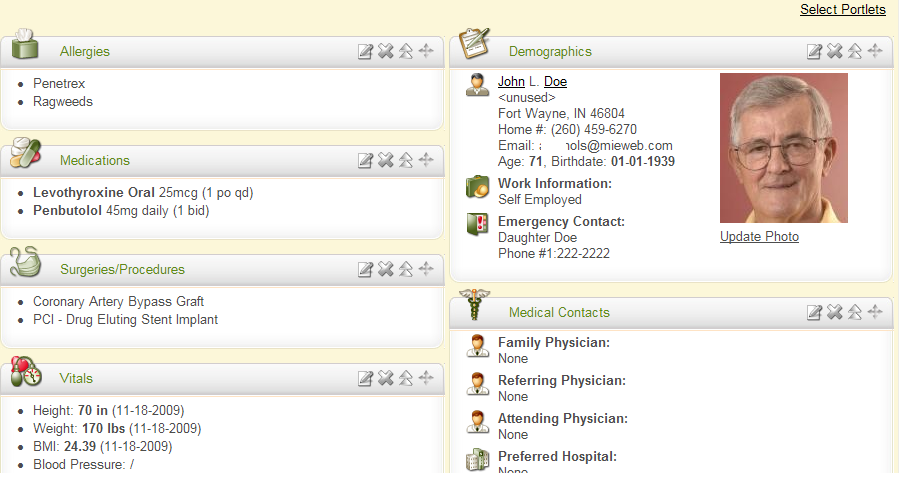 Select Portlets
Allergies
Penetrex
Ragweeds
Medications
Levothyroxine Oral 25mcg (1 po qd)
Penbutolol 45mg daily (1 bid)
Surgeries/Procedures
Coronary Artery Bypass Graft
PCI - Drug Eluting Stent Implant
Vitals
Height: 70 in (11-18-2009)
Weight: 170 lbs (11-18-2009)
BMI: 24.39 (11-18-2009)
Blood Pressure: /
Demographics
John L. Doe
<unused>
Fort Wayne, IN 46804
Home #: (260) 459-6270
Email: ols@mieweb.com
Age: 71, Birthdate: 01-01-1939
Work Information:
Self Employed
Emergency Contact:
Daughter Doe
Phone #1:222-2222
Update Photo
Medical Contacts
Family Physician:
None
Referring Physician:
None
Attending Physician:
None
Preferred Hospital:
None